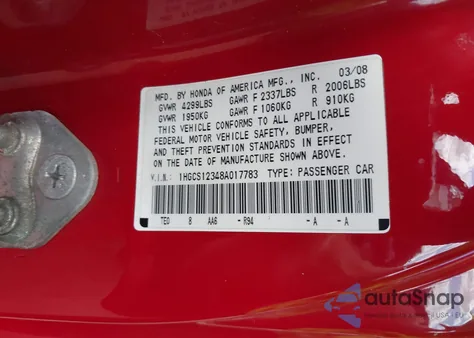 MFD. BY HONDA OF AMERICA MFG., INC. 03/08
GVWR 4299LBS GAWR F 2337LBS R 2006LBS
GVWR 1950KG GAWR F 1060KG R 910KG
THIS VEHICLE CONFORMS TO ALL APPLICABLE
FEDERAL MOTOR VEHICLE SAFETY, BUMPER,
AND THEFT PREVENTION STANDARDS IN EFFECT
ON THE DATE OF MANUFACTURE SHOWN ABOVE.
V.I.N.: 1HGCS12348A017783 TYPE: PASSENGER CAR
TE0 8 AA6 -R94 -A -A
autoSnap